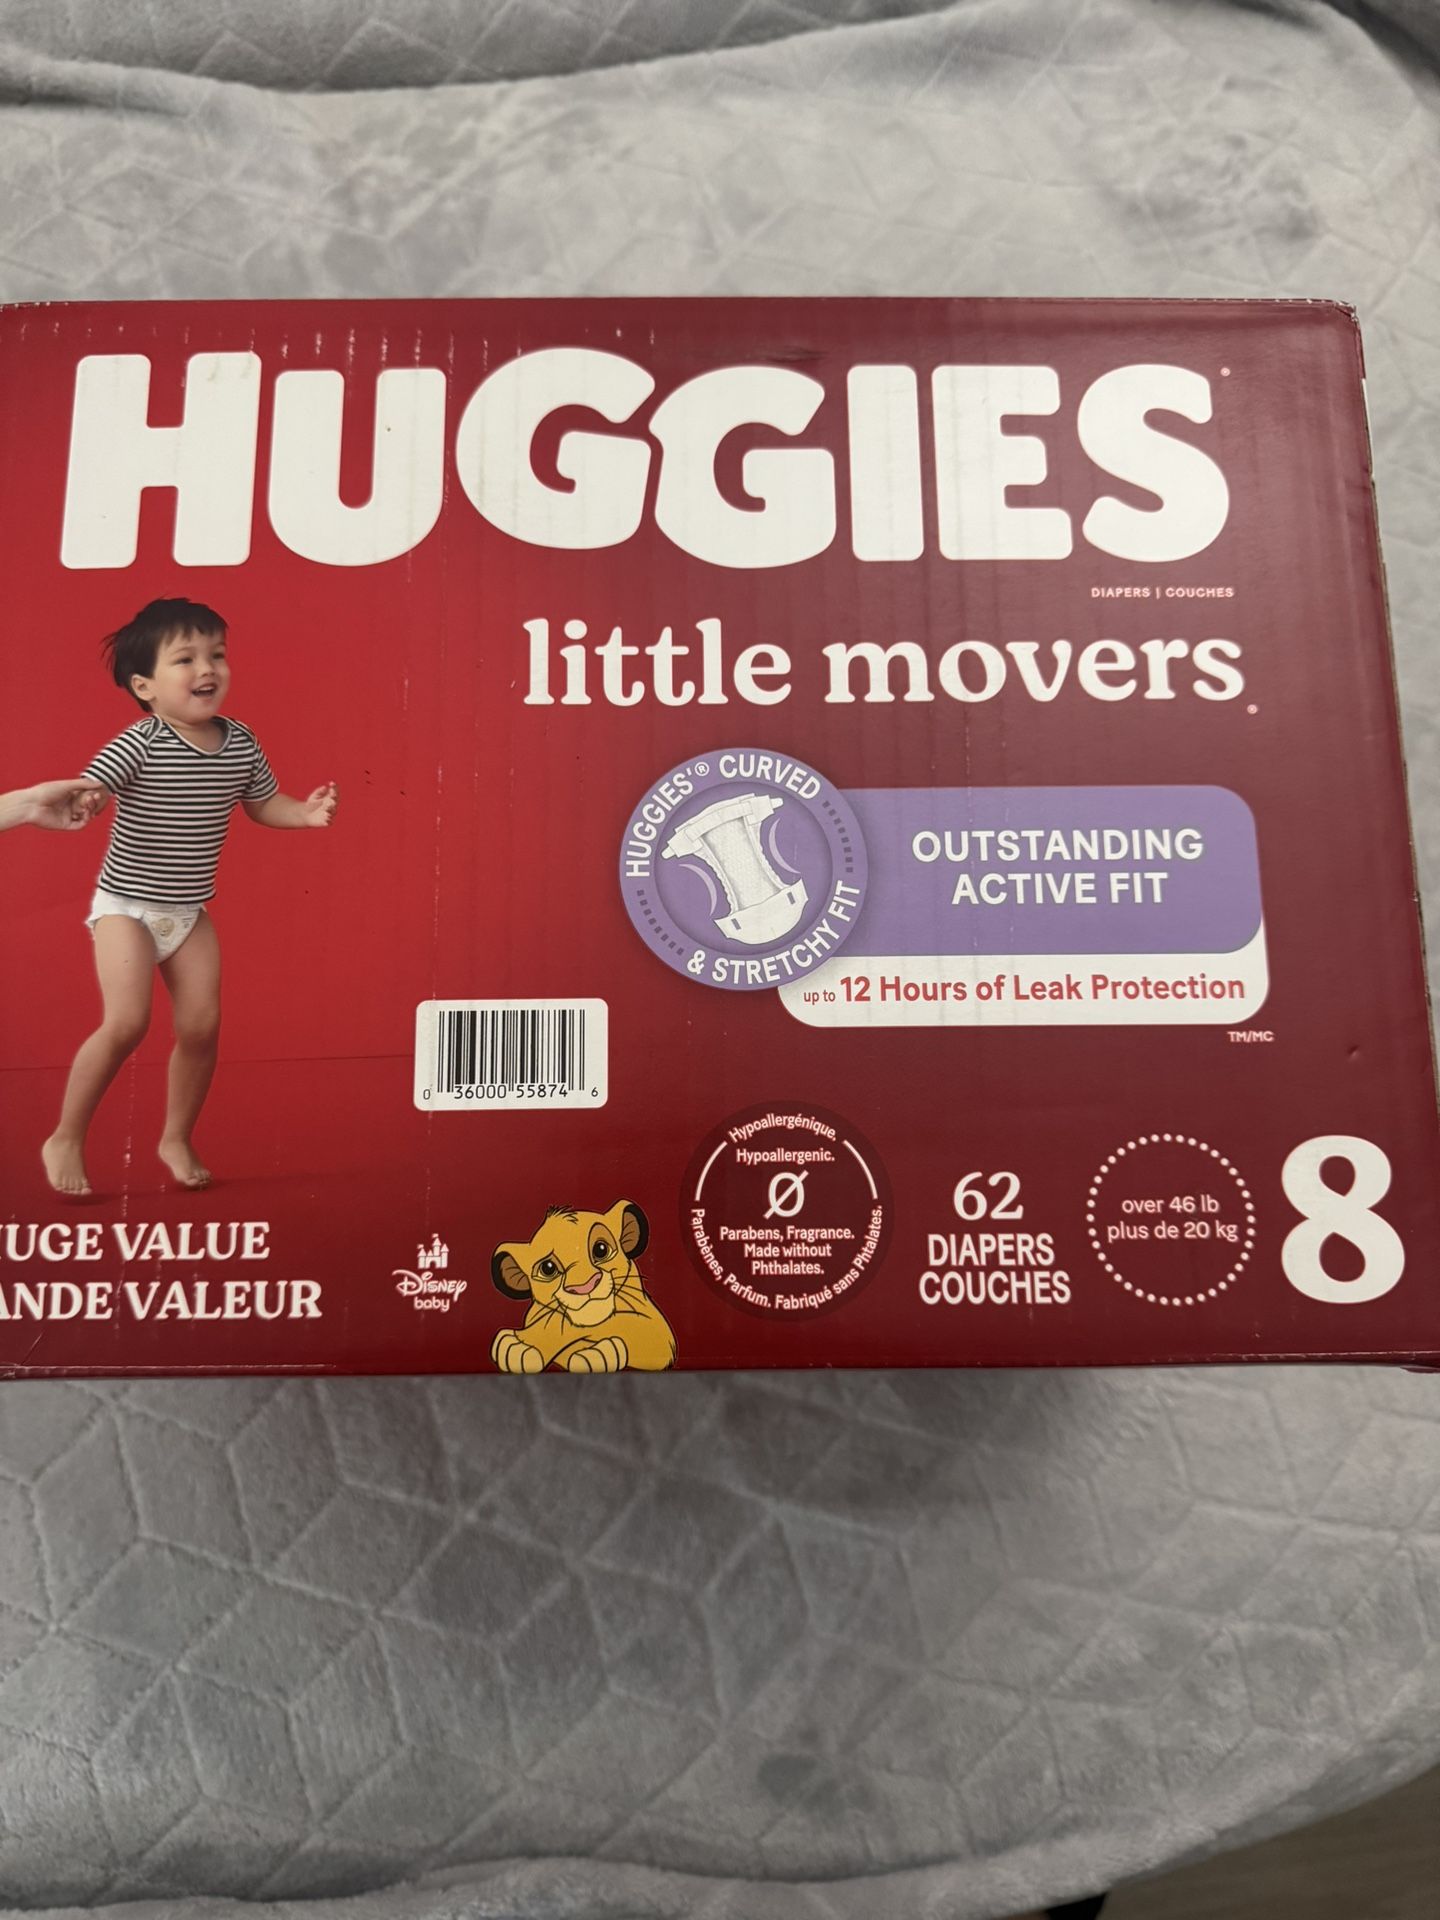 HUGGIES®
DIAPERS | COUCHES
little movers®
HUGGIES'® CURVED
& STRETCHY FIT
OUTSTANDING
ACTIVE FIT
up to 12 Hours of Leak Protection
TM/MC
0 36000 55874 6
Hypoallergénique.
Hypoallergenic.
Parabens, Fragrance.
Made without
Phthalates.
Parabènes, Parfum. Fabriqué sans Phtalates.
62
DIAPERS
COUCHES
over 46 lb
plus de 20 kg
8
UGE VALUE
ANDE VALEUR
Disney
baby